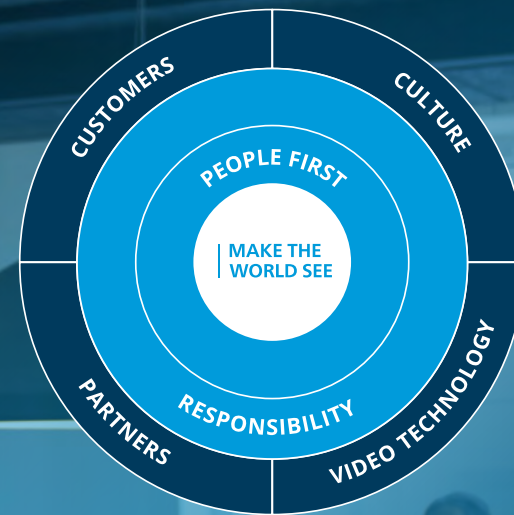 CUSTOMERS
CULTURE
PEOPLE FIRST
MAKE THE
WORLD SEE
RESPONSIBILITY
PARTNERS
VIDEO TECHNOLOGY